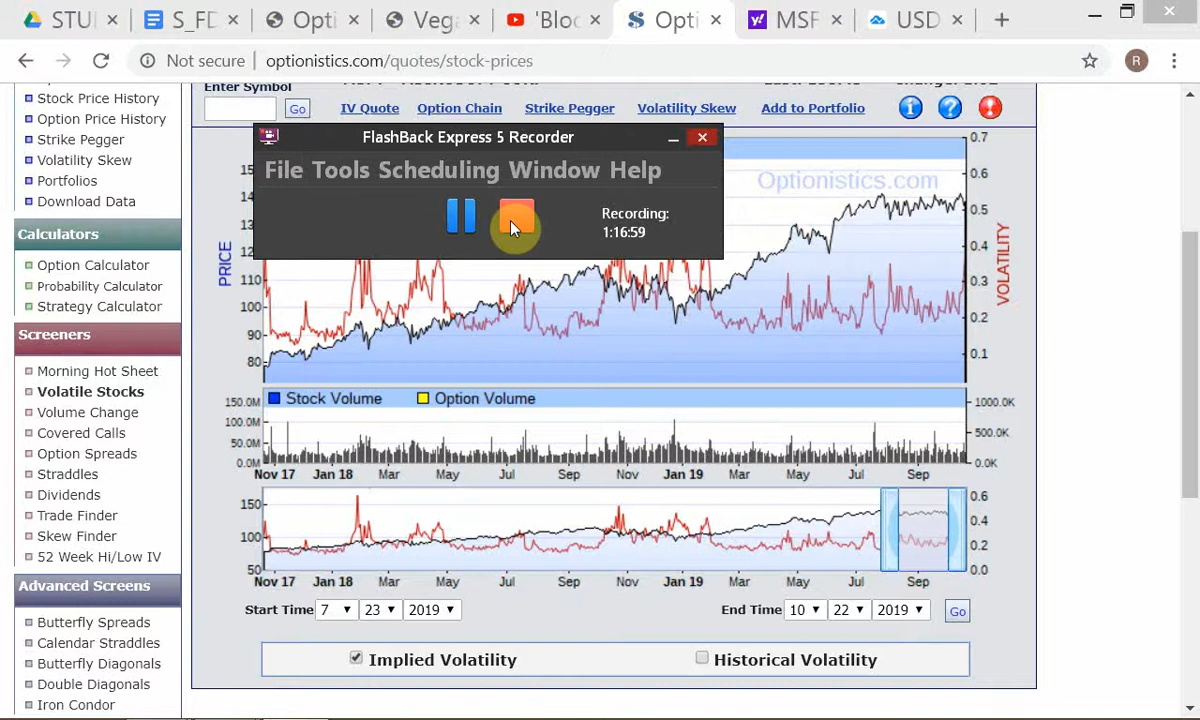 STU
S_FD
Opti
Vega
'Bloc
Opti
MSF
USD
Not secure
optionistics.com/quotes/stock-prices
R
Enter Symbol
Go
IV Quote
Option Chain
Strike Pegger
Volatility Skew
Add to Portfolio
Stock Price History
Option Price History
Strike Pegger
Volatility Skew
Portfolios
Download Data
Calculators
Option Calculator
Probability Calculator
Strategy Calculator
Screeners
Morning Hot Sheet
Volatile Stocks
Volume Change
Covered Calls
Option Spreads
Straddles
Dividends
Trade Finder
Skew Finder
52 Week Hi/Low IV
Advanced Screens
Butterfly Spreads
Calendar Straddles
Butterfly Diagonals
Double Diagonals
Iron Condor
FlashBack Express 5 Recorder
File Tools Scheduling Window Help
Recording:
1:16:59
Optionistics.com
PRICE
110
100
90
80
0.7
0.6
0.5
0.4
0.3
0.2
0.1
VOLATILITY
Stock Volume
Option Volume
150.0M
100.0M
50.0M
0.0M
1000.0K
500.0K
0.0K
Nov 17 Jan 18 Mar May Jul Sep Nov Jan 19 Mar May Jul Sep
150
100
50
0.6
0.4
0.2
0.0
Nov 17 Jan 18 Mar May Jul Sep Nov Jan 19 Mar May Jul Sep
Start Time 7 23 2019
End Time 10 22 2019 Go
Implied Volatility
Historical Volatility